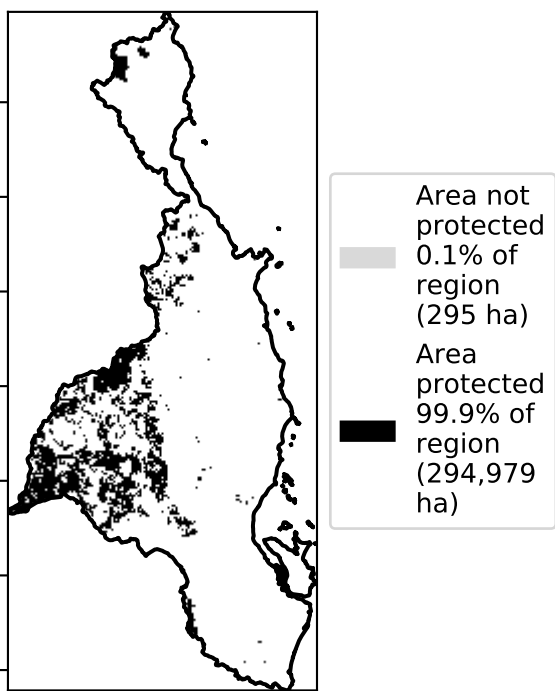 Area not
protected
0.1% of
region
(295 ha)
Area
protected
99.9% of
region
(294,979
ha)